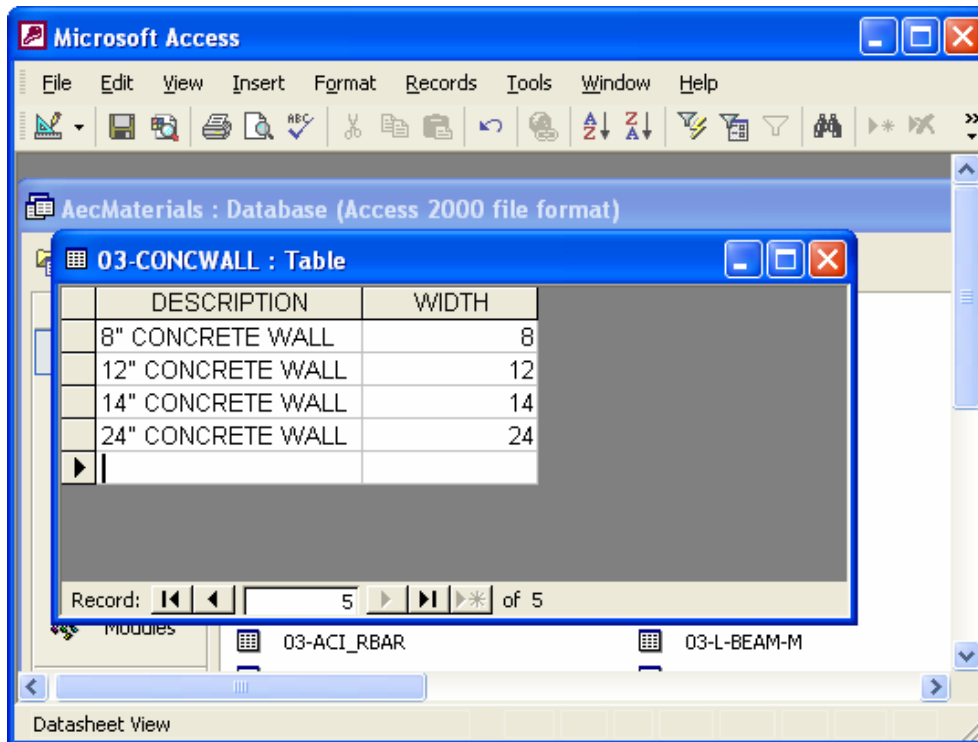 Microsoft Access
File Edit View Insert Format Records Tools Window Help
ABC
AecMaterials : Database (Access 2000 file format)
03-CONCWALL : Table
DESCRIPTION WIDTH
8" CONCRETE WALL 8
12" CONCRETE WALL 12
14" CONCRETE WALL 14
24" CONCRETE WALL 24
Record: 5 of 5
Modules 03-ACI_RBAR 03-L-BEAM-M
Datasheet View